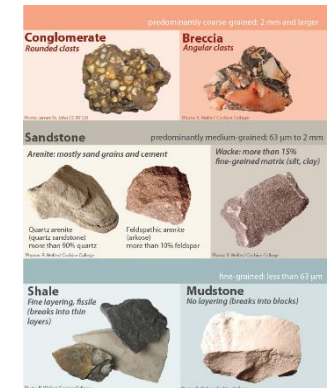 predominantly coarse-grained: 2 mm and larger
Conglomerate
Rounded clasts
Breccia
Angular clasts
Sandstone
predominantly medium-grained: 63 µm to 2 mm
Arenite: mostly sand grains and cement
Wacke: more than 15%
fine-grained matrix (silt, clay)
Quartz arenite
(quartz sandstone)
more than 90% quartz
Feldspathic arenite
(arkose)
more than 10% feldspar
fine-grained: less than 63 µm
Shale
Fine layering, fissile
(breaks into thin
layers)
Mudstone
No layering (breaks into blocks)